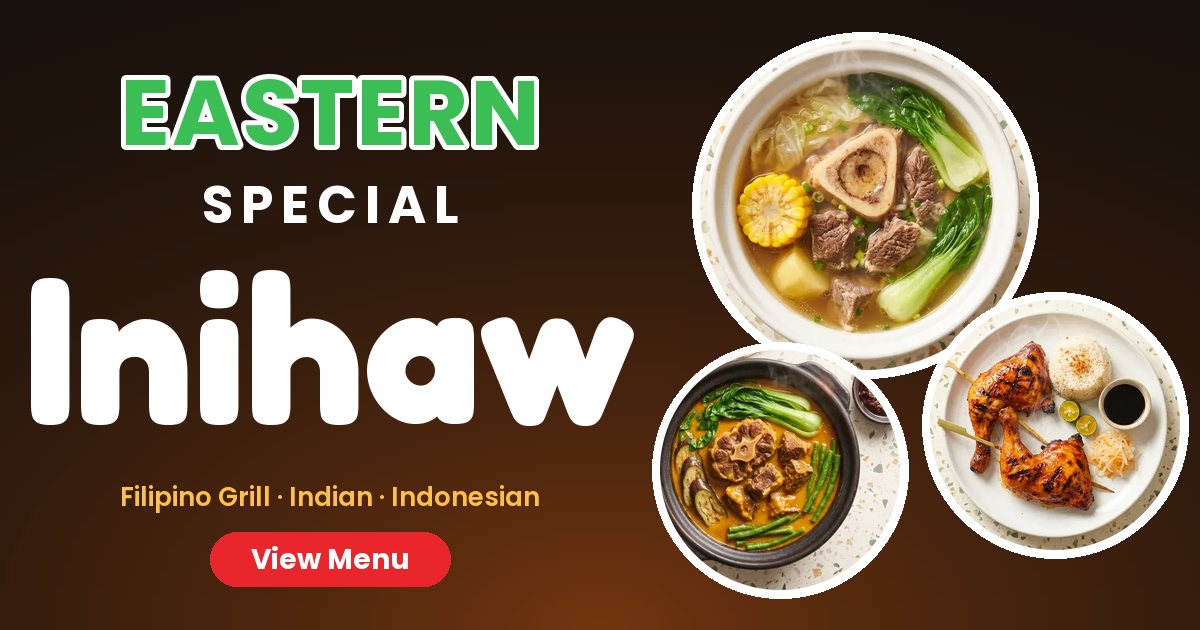 EASTERN
SPECIAL
Inihaw
Filipino Grill · Indian · Indonesian
View Menu